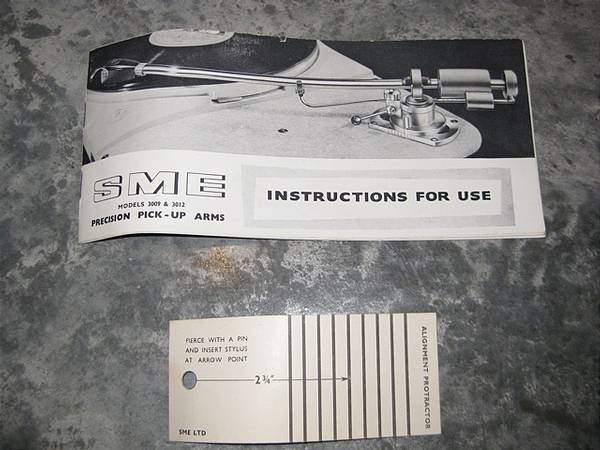 SME
MODELS 3009 & 3012
PRECISION PICK-UP ARMS
INSTRUCTIONS FOR USE
PIERCE WITH A PIN
AND INSERT STYLUS
AT ARROW POINT
2 3/4"
SME LTD
ALIGNMENT PROTRACTOR